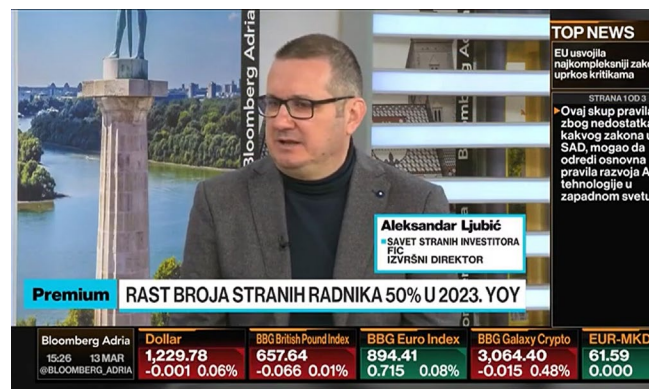 Bloomberg Adria
TOP NEWS
EU usvojila
najkompleksniji zako
uprkos kritikama
STRANA 1 OD 3
Ovaj skup pravila
zbog nedostatka
kakvog zakona u
SAD, mogao da
odredi osnovna
pravila razvoja A
tehnologije u
zapadnom svetu
Aleksandar Ljubić
SAVET STRANIH INVESTITORA
FIC
IZVRŠNI DIREKTOR
Premium
RAST BROJA STRANIH RADNIKA 50% U 2023. YOY
Bloomberg Adria
15:26 13 MAR
@BLOOMBERG_ADRIA
Dollar
1,229.78
-0.001 0.06%
BBG British Pound Index
657.64
-0.066 0.01%
BBG Euro Index
894.41
0.715 0.08%
BBG Galaxy Crypto
3,064.40
-0.015 0.48%
EUR-MKD
61.59
0.000